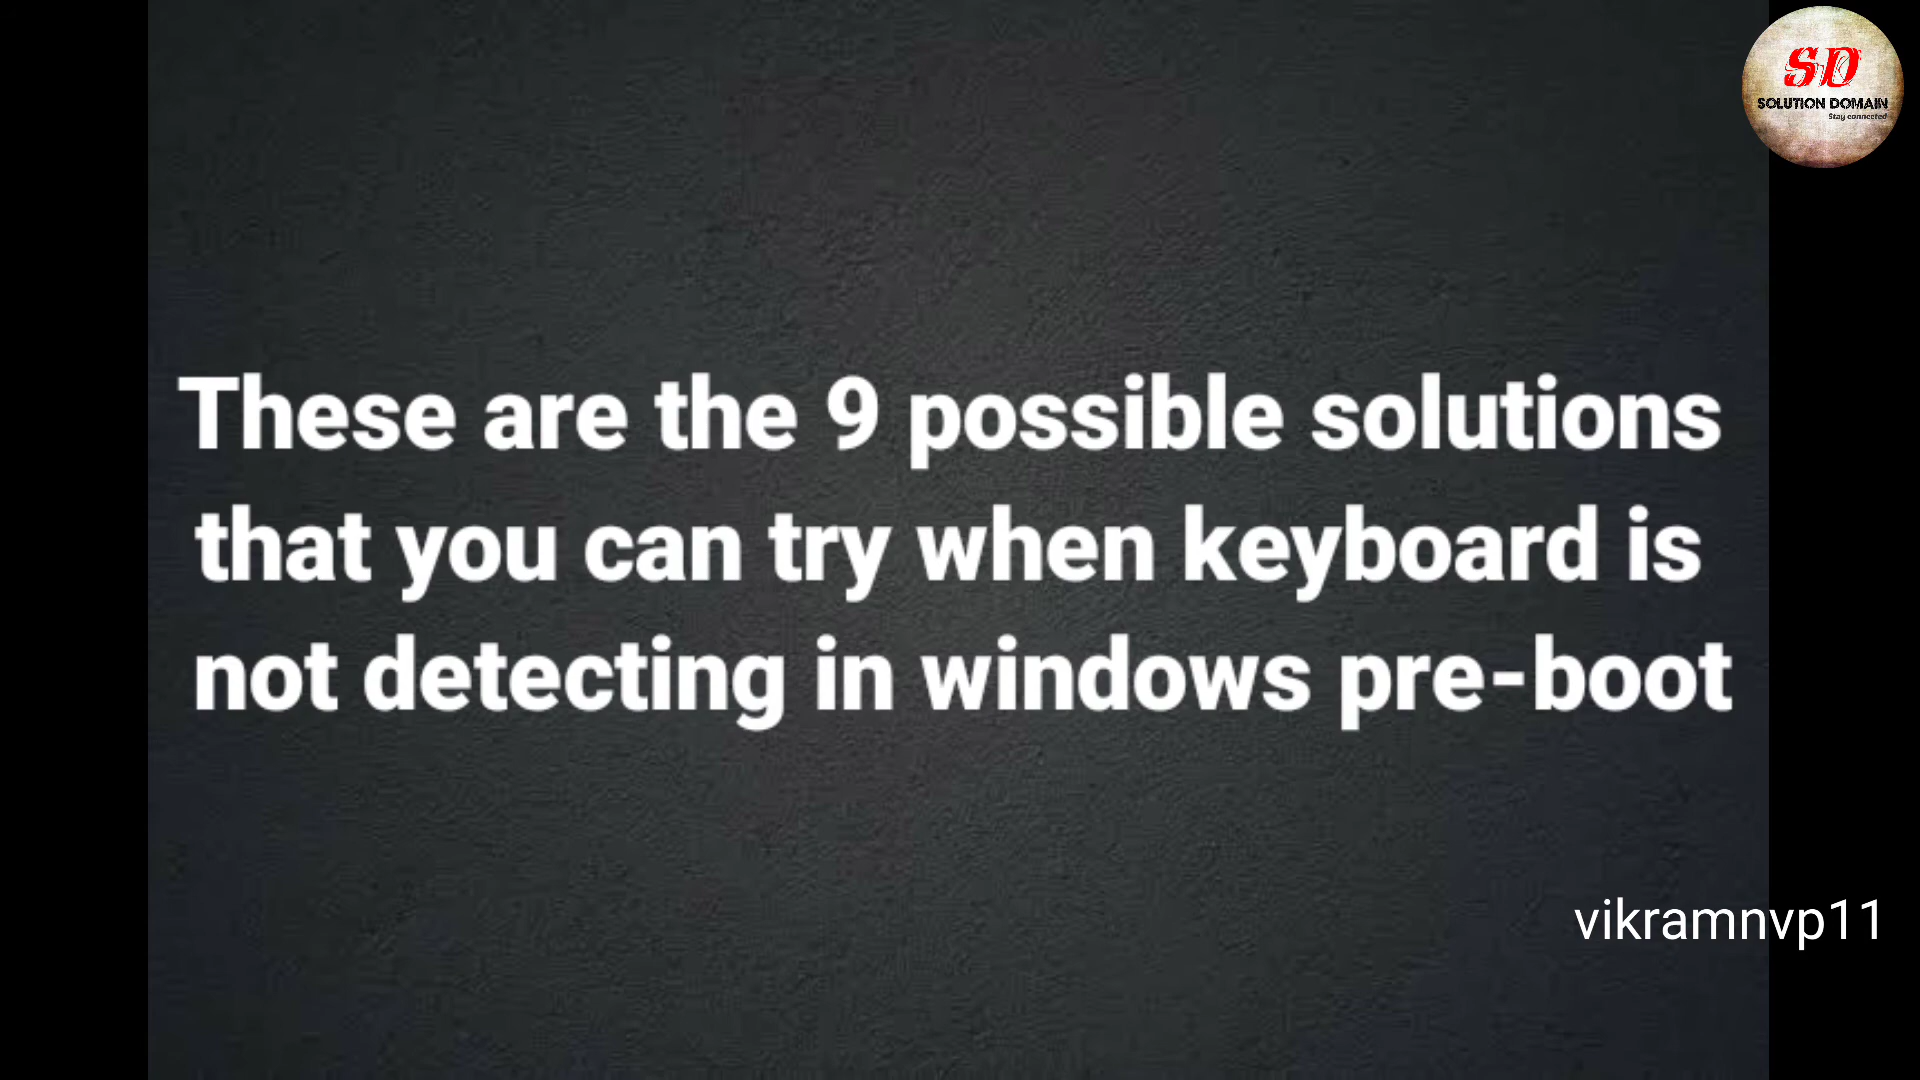 SD
SOLUTION DOMAIN
Stay connected
These are the 9 possible solutions
that you can try when keyboard is
not detecting in windows pre-boot
vikramnvp11